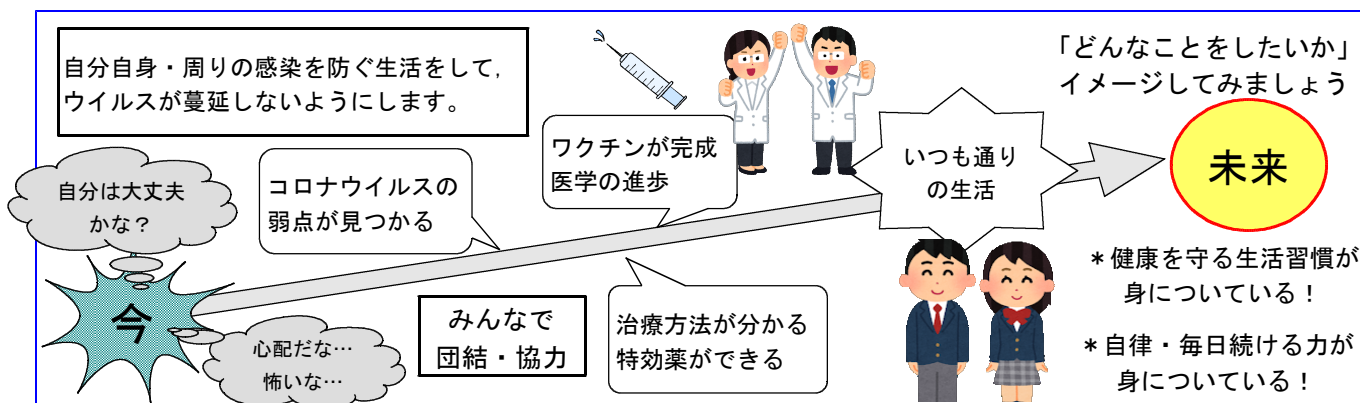 自分自身・周りの感染を防ぐ生活をして,
ウイルスが蔓延しないようにします。
「どんなことをしたいか」
イメージしてみましょう
自分は大丈夫
かな？
コロナウイルスの
弱点が見つかる
ワクチンが完成
医学の進歩
いつも通り
の生活
未来
今
心配だな…
怖いな…
みんなで
団結・協力
治療方法が分かる
特効薬ができる
＊健康を守る生活習慣が
身についている！
＊自律・毎日続ける力が
身についている！